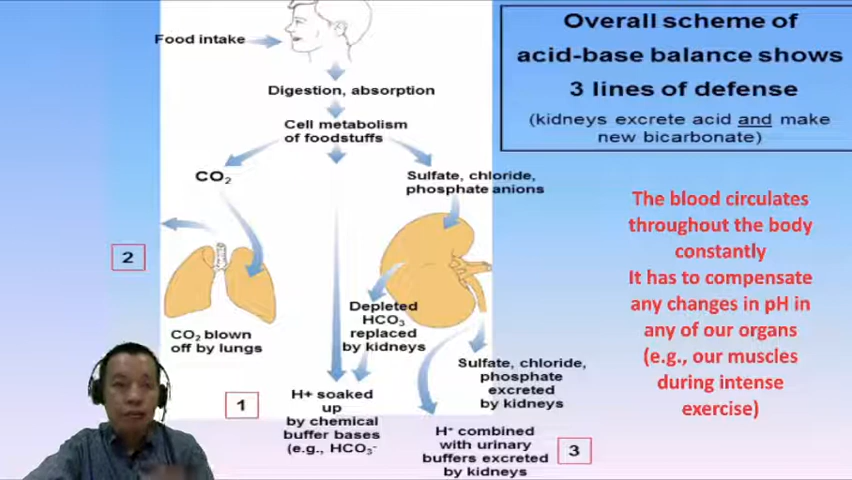 Overall scheme of
acid-base balance shows
3 lines of defense
(kidneys excrete acid and make
new bicarbonate)
Food intake
Digestion, absorption
Cell metabolism
of foodstuffs
CO₂
Sulfate, chloride,
phosphate anions
2
CO₂ blown
off by lungs
Depleted
HCO₃
replaced
by kidneys
Sulfate, chloride,
phosphate
excreted
by kidneys
1
H+ soaked
up
by chemical
buffer bases
(e.g., HCO₃⁻
H⁺ combined
with urinary
buffers excreted
by kidneys
3
The blood circulates
throughout the body
constantly
It has to compensate
any changes in pH in
any of our organs
(e.g., our muscles
during intense
exercise)